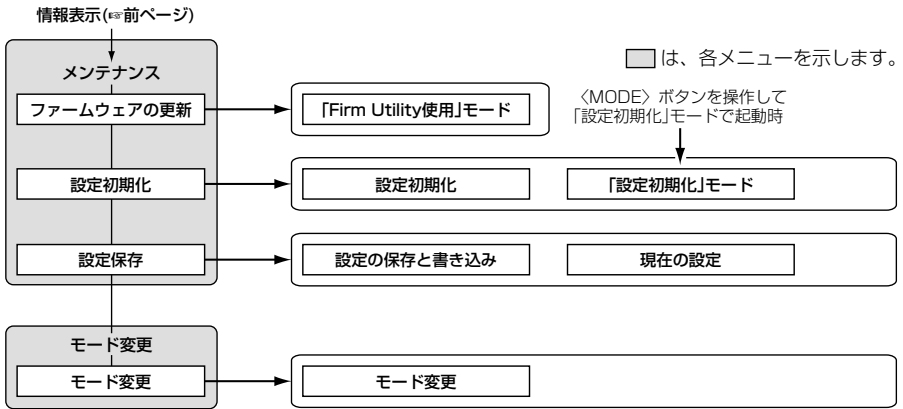 情報表示(☞前ページ)
は、各メニューを示します。
メンテナンス
ファームウェアの更新
「Firm Utility使用」モード
〈MODE〉ボタンを操作して
「設定初期化」モードで起動時
設定初期化
設定初期化
「設定初期化」モード
設定保存
設定の保存と書き込み
現在の設定
モード変更
モード変更
モード変更